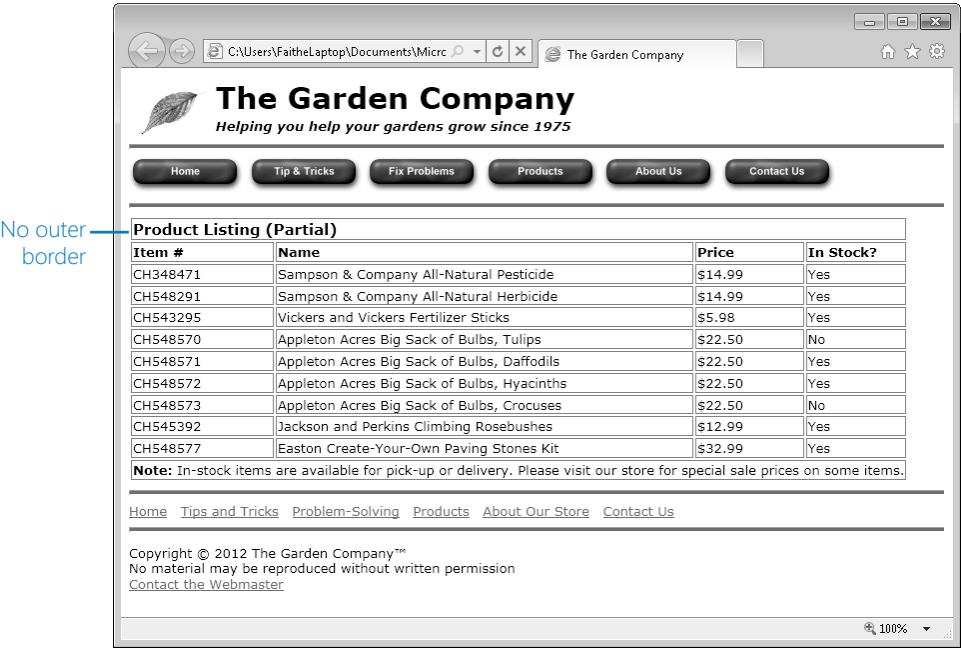 C:\Users\FaitheLaptop\Documents\Micrc
The Garden Company
The Garden Company
Helping you help your gardens grow since 1975
Home Tip & Tricks Fix Problems Products About Us Contact Us
No outer
border
Product Listing (Partial)
Item # Name Price In Stock?
CH348471 Sampson & Company All-Natural Pesticide $14.99 Yes
CH548291 Sampson & Company All-Natural Herbicide $14.99 Yes
CH543295 Vickers and Vickers Fertilizer Sticks $5.98 Yes
CH548570 Appleton Acres Big Sack of Bulbs, Tulips $22.50 No
CH548571 Appleton Acres Big Sack of Bulbs, Daffodils $22.50 Yes
CH548572 Appleton Acres Big Sack of Bulbs, Hyacinths $22.50 Yes
CH548573 Appleton Acres Big Sack of Bulbs, Crocuses $22.50 No
CH545392 Jackson and Perkins Climbing Rosebushes $12.99 Yes
CH548577 Easton Create-Your-Own Paving Stones Kit $32.99 Yes
Note: In-stock items are available for pick-up or delivery. Please visit our store for special sale prices on some items.
Home Tips and Tricks Problem-Solving Products About Our Store Contact Us
Copyright © 2012 The Garden Company™
No material may be reproduced without written permission
Contact the Webmaster
100%